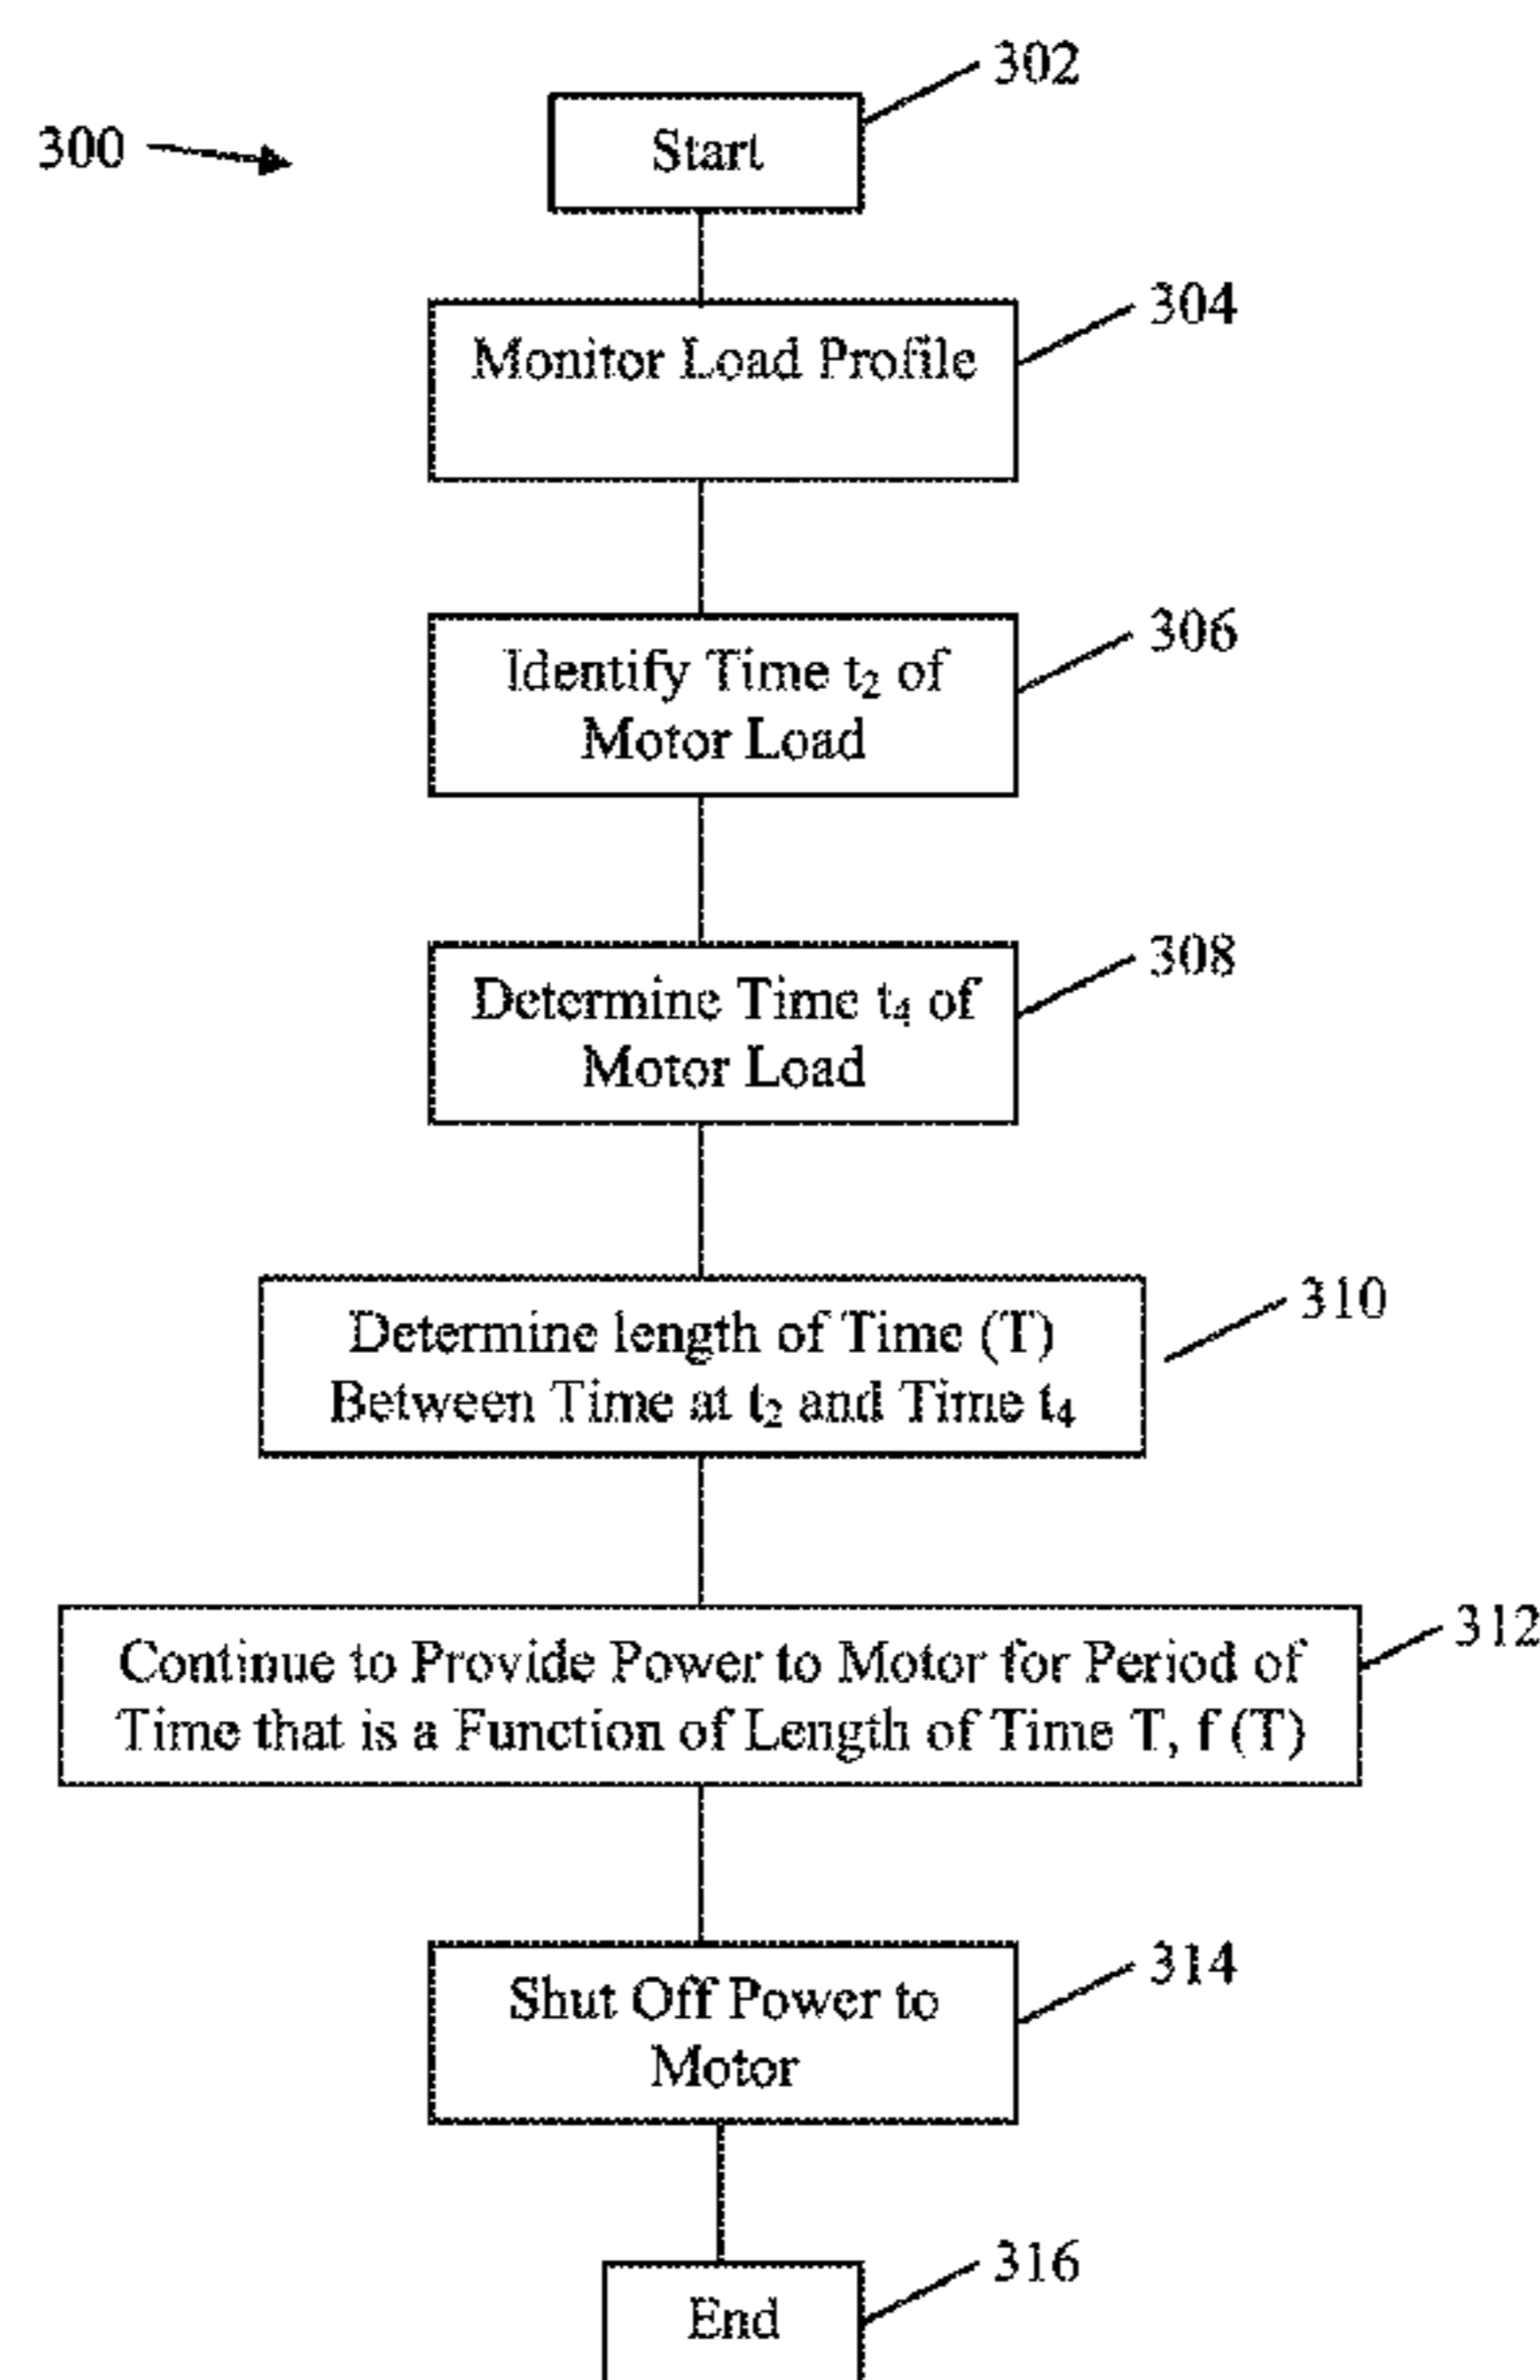 302
300
Start
304
Monitor Load Profile
306
Identify Time t₂ of
Motor Load
308
Determine Time t₄ of
Motor Load
310
Determine length of Time (T)
Between Time at t₂ and Time t₄
312
Continue to Provide Power to Motor for Period of
Time that is a Function of Length of Time T, f (T)
314
Shut Off Power to
Motor
316
End